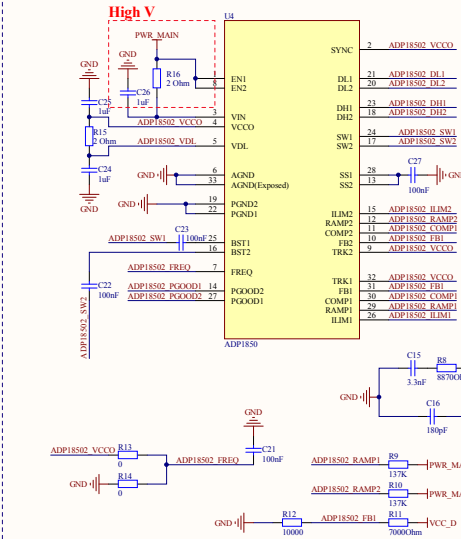 High V
U4
PWR_MAIN
GND
GND
R16
2 Ohm
C26
1uF
C25
1uF
R15
2 Ohm
C24
1uF
GND
ADP18502_VCCO
ADP18502_VDL
1
8
3
4
5
EN1
EN2
VIN
VCCO
VDL
SYNC 2 ADP18502_VCCO
DL1 21 ADP18502_DL1
DL2 20 ADP18502_DL2
DH1 23 ADP18502_DH1
DH2 18 ADP18502_DH2
SW1 24 ADP18502_SW1
SW2 17 ADP18502_SW2
GND 6 AGND
33 AGND(Exposed)
GND 19 PGND2
22 PGND1
SS1 28
SS2 13
C27
100nF
ILIM2 15 ADP18502_ILIM2
RAMP2 12 ADP18502_RAMP2
COMP2 11 ADP18502_COMP1
FB2 10 ADP18502_FB1
TRK2 9 ADP18502_VCCO
C23
ADP18502_SW1 100nF 25 BST1
16 BST2
ADP18502_FREQ 7 FREQ
ADP18502_PGOOD1 14 PGOOD2
ADP18502_PGOOD2 27 PGOOD1
C22
100nF
ADP18502_SW2
TRK1 32 ADP18502_VCCO
FB1 31 ADP18502_FB1
COMP1 30 ADP18502_COMP1
RAMP1 29 ADP18502_RAMP1
ILIM1 26 ADP18502_ILIM1
ADP1850
C15
3.3nF
R8
GND
C16
180pF
GND
C21
100nF
ADP18502_VCCO R13
0
ADP18502_FREQ
GND R14
0
ADP18502_RAMP1 R9
137K
ADP18502_RAMP2 R10
137K
GND R12
10000
ADP18502_FB1 R11
7000Ohm
VCC_D